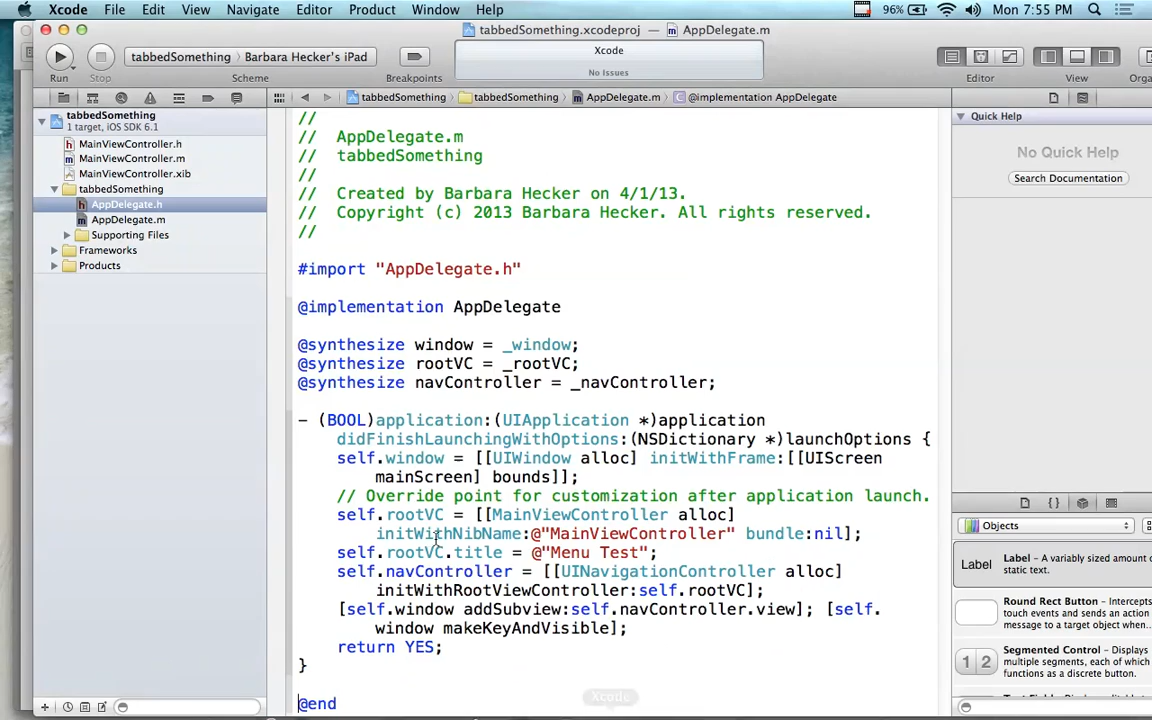 Xcode File Edit View Navigate Editor Product Window Help 96% Mon 7:55 PM
tabbedSomething.xcodeproj — AppDelegate.m
tabbedSomething Barbara Hecker's iPad
Xcode
No Issues
Run Stop Scheme Breakpoints Editor View Orga
tabbedSomething tabbedSomething AppDelegate.m @implementation AppDelegate
tabbedSomething
1 target, iOS SDK 6.1
MainViewController.h
MainViewController.m
MainViewController.xib
tabbedSomething
AppDelegate.h
AppDelegate.m
Supporting Files
Frameworks
Products
//
// AppDelegate.m
// tabbedSomething
//
// Created by Barbara Hecker on 4/1/13.
// Copyright (c) 2013 Barbara Hecker. All rights reserved.
//
#import "AppDelegate.h"
@implementation AppDelegate
@synthesize window = _window;
@synthesize rootVC = _rootVC;
@synthesize navController = _navController;
- (BOOL)application:(UIApplication *)application
didFinishLaunchingWithOptions:(NSDictionary *)launchOptions {
self.window = [[UIWindow alloc] initWithFrame:[[UIScreen
mainScreen] bounds]];
// Override point for customization after application launch.
self.rootVC = [[MainViewController alloc]
initWithNibName:@"MainViewController" bundle:nil];
self.rootVC.title = @"Menu Test";
self.navController = [[UINavigationController alloc]
initWithRootViewController:self.rootVC];
[self.window addSubview:self.navController.view]; [self.
window makeKeyAndVisible];
return YES;
}
@end
Xcode
Quick Help
No Quick Help
Search Documentation
Objects
Label
Label - A variably sized amount of
static text.
Round Rect Button - Intercepts
touch events and sends an action
message to a target object when...
1 2
Segmented Control - Displays
multiple segments, each of which
functions as a discrete button.